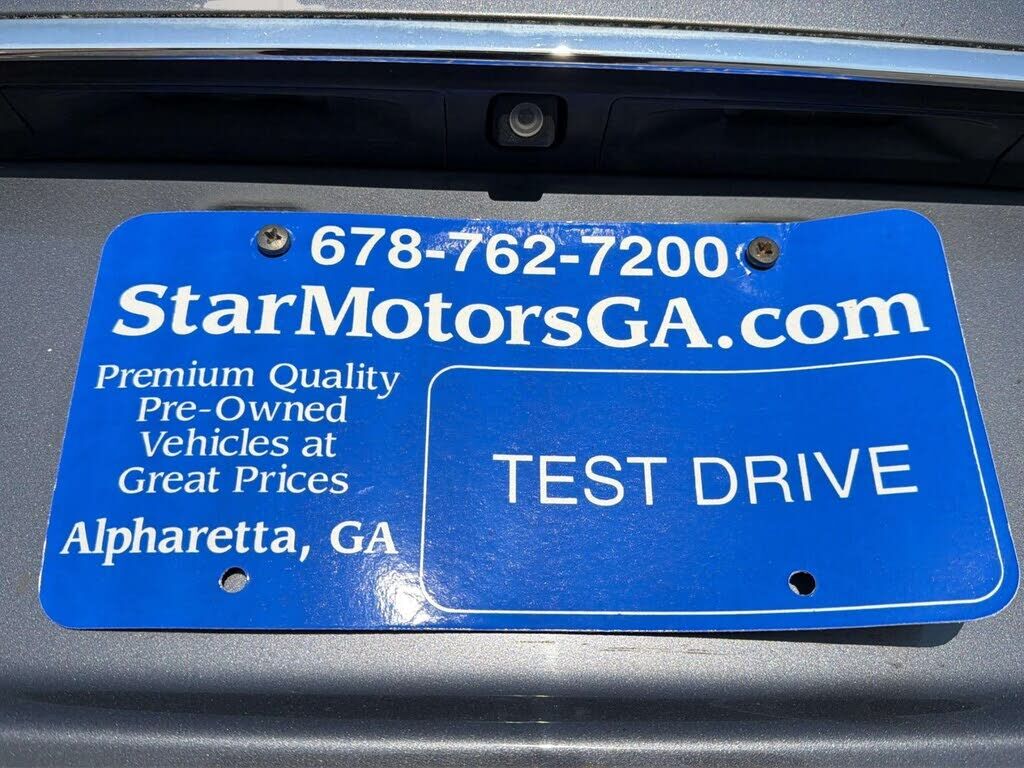 678-762-7200
StarMotorsGA.com
Premium Quality
Pre-Owned
Vehicles at
Great Prices
Alpharetta, GA
TEST DRIVE